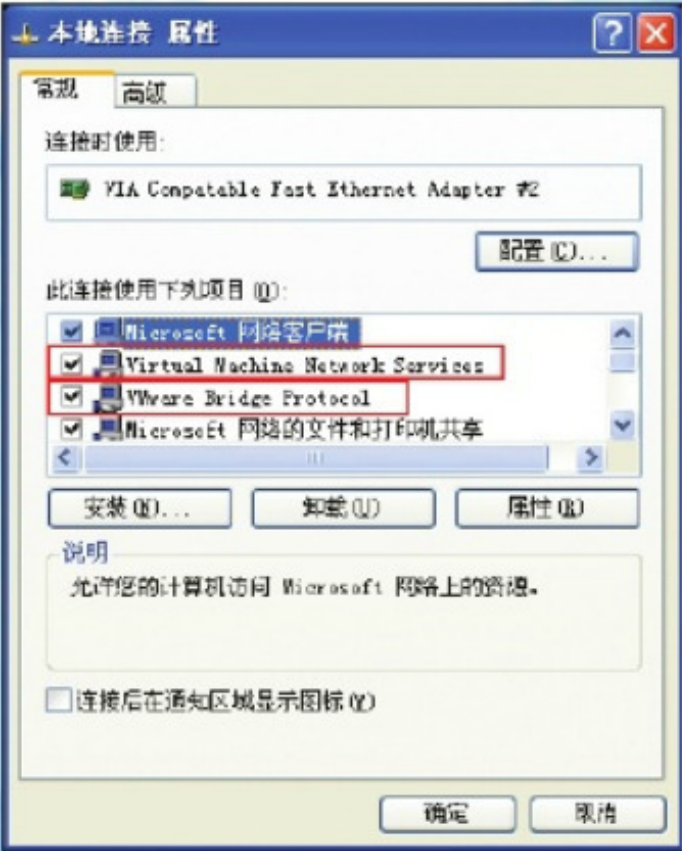 本地连接 属性
常规
高级
连接时使用:
VIA Compatable Fast Ethernet Adapter #2
配置(C)...
此连接使用下列项目(O):
Microsoft 网络客户端
Virtual Machine Network Services
VMware Bridge Protocol
Microsoft 网络的文件和打印机共享
安装(N)...
卸载(U)
属性(R)
说明
允许您的计算机访问 Microsoft 网络上的资源。
连接后在通知区域显示图标(W)
确定
取消